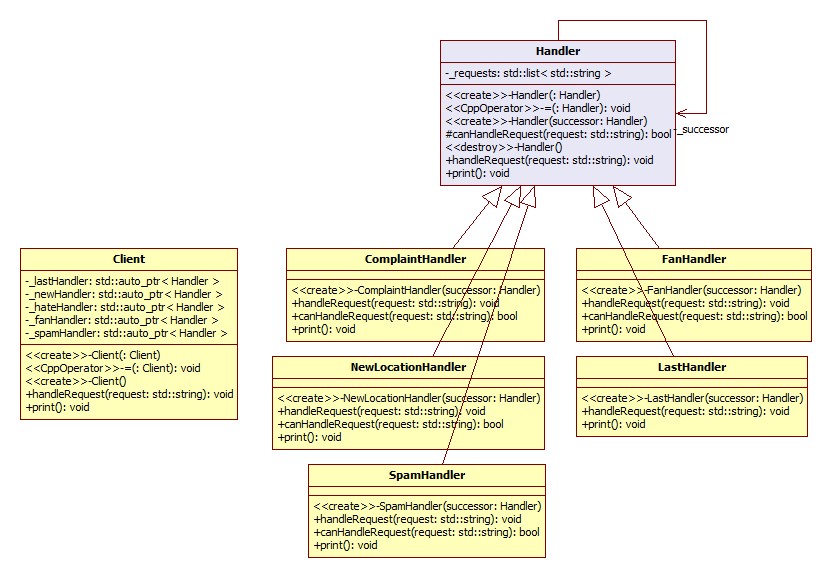 Handler
-_requests: std::list< std::string >
<<create>>-Handler(: Handler)
<<CppOperator>>-=(: Handler): void
<<create>>-Handler(successor: Handler)
#canHandleRequest(request: std::string): bool
<<destroy>>-Handler()
+handleRequest(request: std::string): void
+print(): void
-_successor
Client
-_lastHandler: std::auto_ptr< Handler >
-_newHandler: std::auto_ptr< Handler >
-_hateHandler: std::auto_ptr< Handler >
-_fanHandler: std::auto_ptr< Handler >
-_spamHandler: std::auto_ptr< Handler >
<<create>>-Client(: Client)
<<CppOperator>>-=(: Client): void
<<create>>-Client()
+handleRequest(request: std::string): void
+print(): void
ComplaintHandler
<<create>>-ComplaintHandler(successor: Handler)
+handleRequest(request: std::string): void
+canHandleRequest(request: std::string): bool
+print(): void
FanHandler
<<create>>-FanHandler(successor: Handler)
+handleRequest(request: std::string): void
+canHandleRequest(request: std::string): bool
+print(): void
NewLocationHandler
<<create>>-NewLocationHandler(successor: Handler)
+handleRequest(request: std::string): void
+canHandleRequest(request: std::string): bool
+print(): void
LastHandler
<<create>>-LastHandler(successor: Handler)
+handleRequest(request: std::string): void
+print(): void
SpamHandler
<<create>>-SpamHandler(successor: Handler)
+handleRequest(request: std::string): void
+canHandleRequest(request: std::string): bool
+print(): void